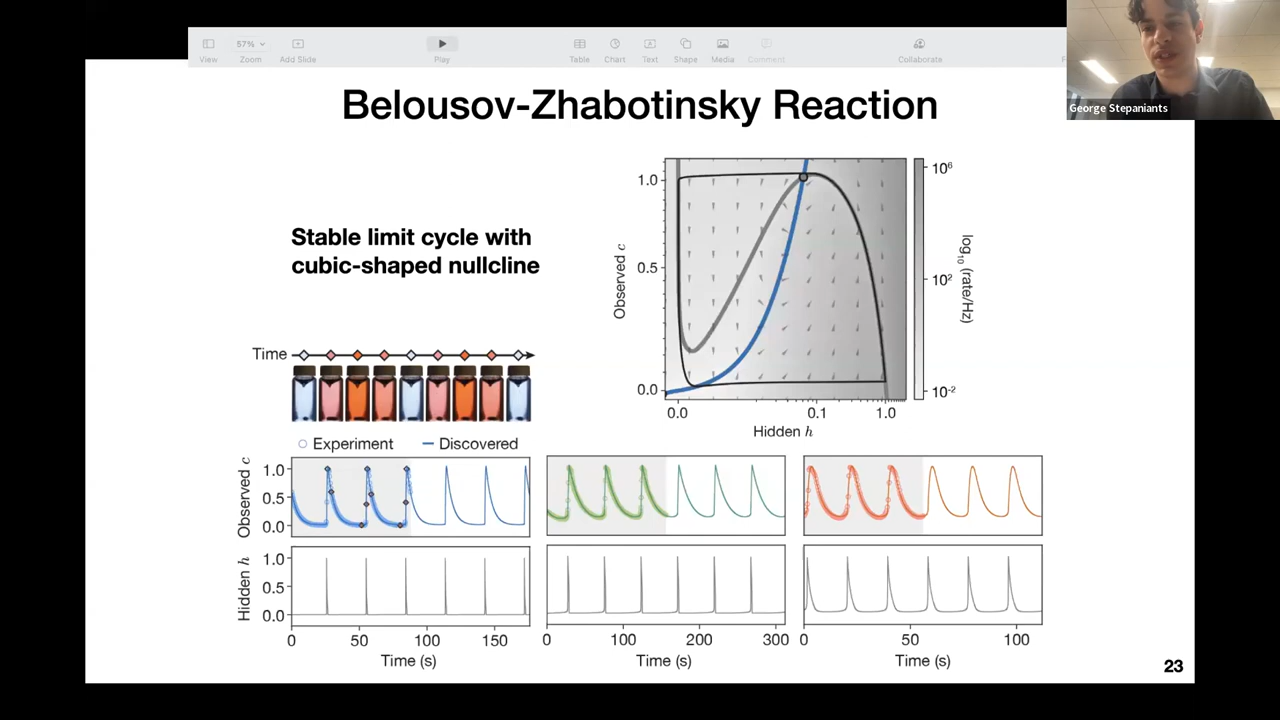 57%
View
Zoom
Add Slide
Play
Table
Chart
Text
Shape
Media
Comment
Collaborate
George Stepaniants
Belousov-Zhabotinsky Reaction
Stable limit cycle with
cubic-shaped nullcline
Time
Experiment
Discovered
Observed c
1.0
0.5
0.0
0.0
0.1
1.0
Hidden h
10⁶
10²
10⁻²
log₁₀ (rate/Hz)
Observed c
1.0
0.5
0.0
Hidden h
1.0
0.5
0.0
0
50
100
150
Time (s)
0
100
200
300
Time (s)
0
50
100
Time (s)
23